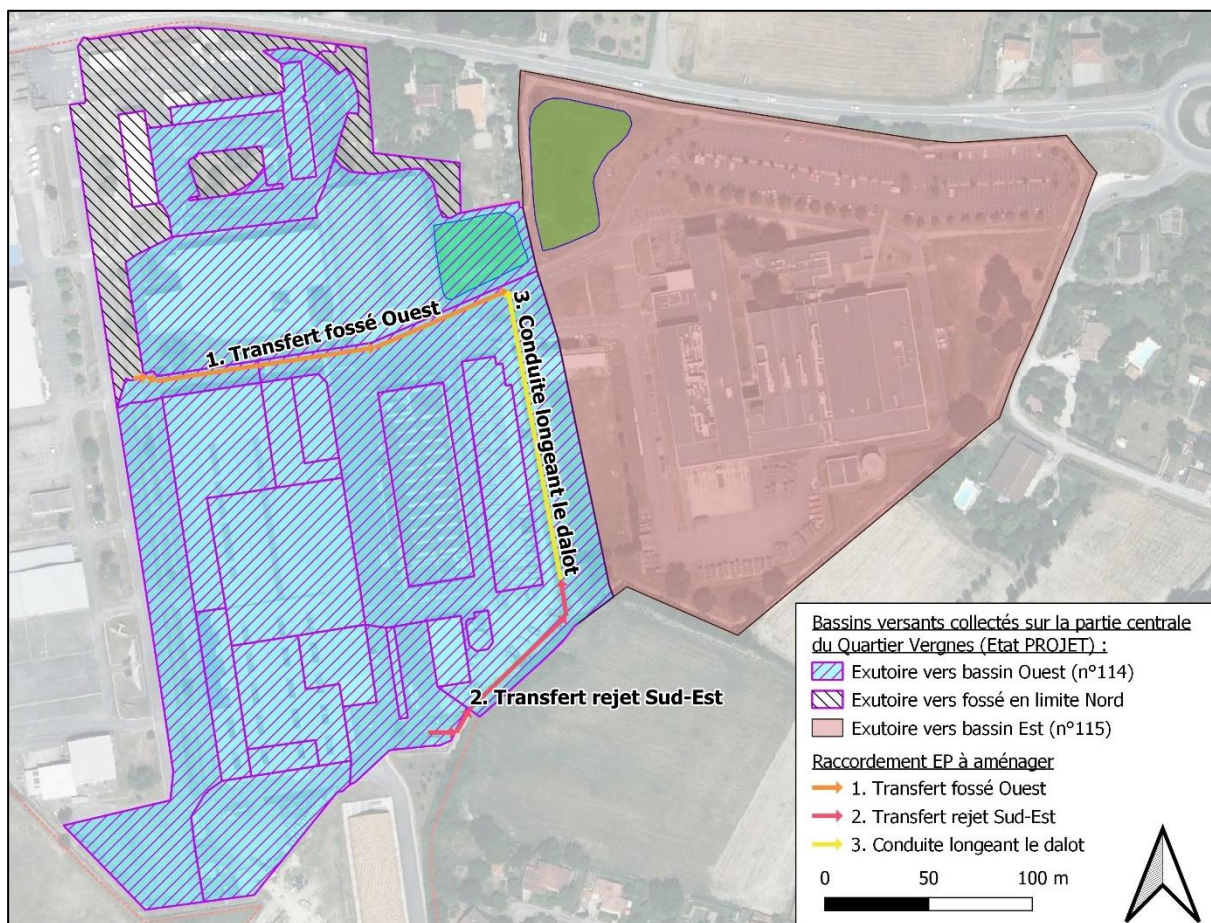 1. Transfert fossé Ouest
3. Conduite longeant le dalot
2. Transfert rejet Sud-Est
Bassins versants collectés sur la partie centrale
du Quartier Vergnes (Etat PROJET) :
Exutoire vers bassin Ouest (n°114)
Exutoire vers fossé en limite Nord
Exutoire vers bassin Est (n°115)
Raccordement EP à aménager
1. Transfert fossé Ouest
2. Transfert rejet Sud-Est
3. Conduite longeant le dalot
0 50 100 m